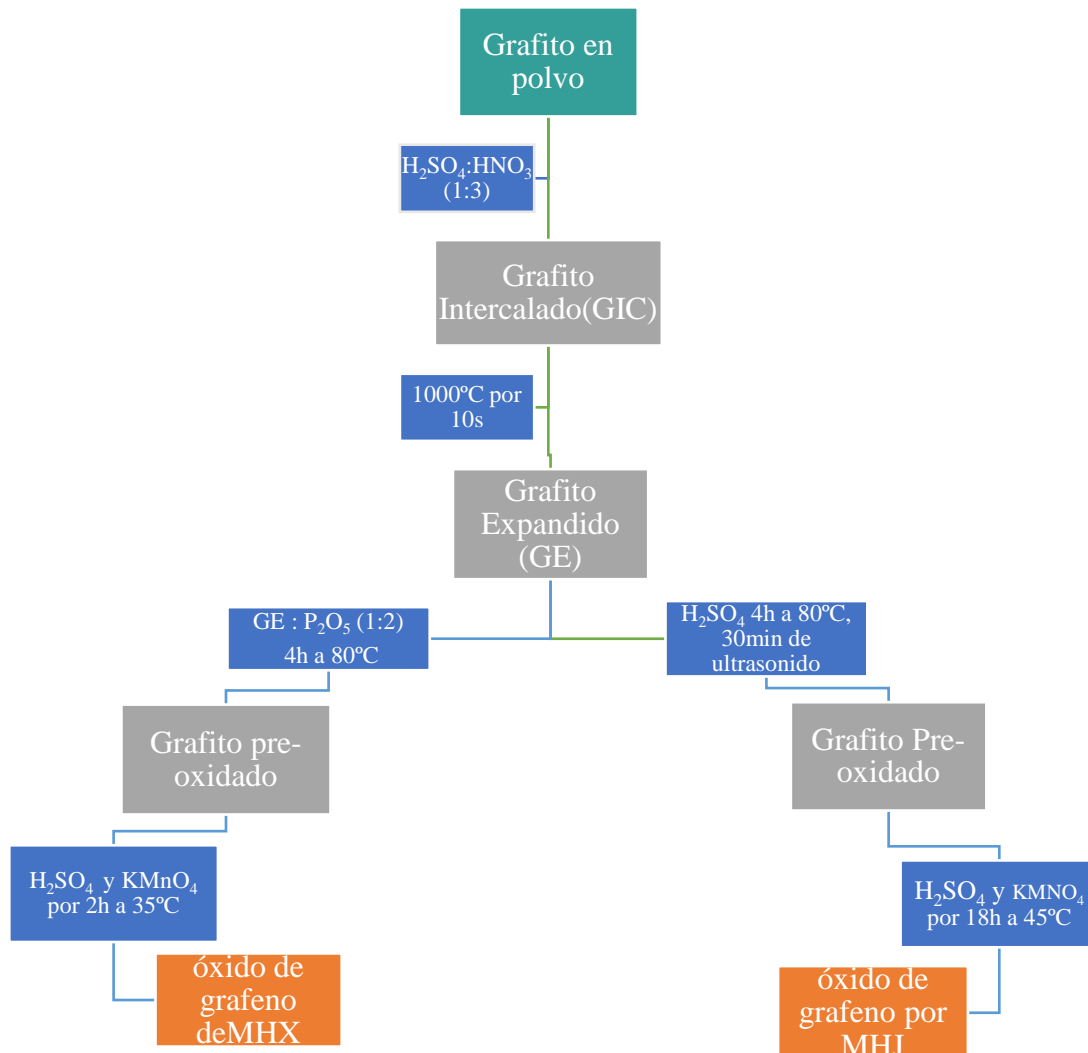 Grafito en
polvo
H₂SO₄:HNO₃
(1:3)
Grafito
Intercalado(GIC)
1000ºC por
10s
Grafito
Expandido
(GE)
GE : P₂O₅ (1:2)
4h a 80ºC
H₂SO₄ 4h a 80ºC,
30min de
ultrasonido
Grafito pre-
oxidado
Grafito Pre-
oxidado
H₂SO₄ y KMnO₄
por 2h a 35ºC
H₂SO₄ y KMNO₄
por 18h a 45ºC
óxido de
grafeno
deMHX
óxido de
grafeno por
MHJ